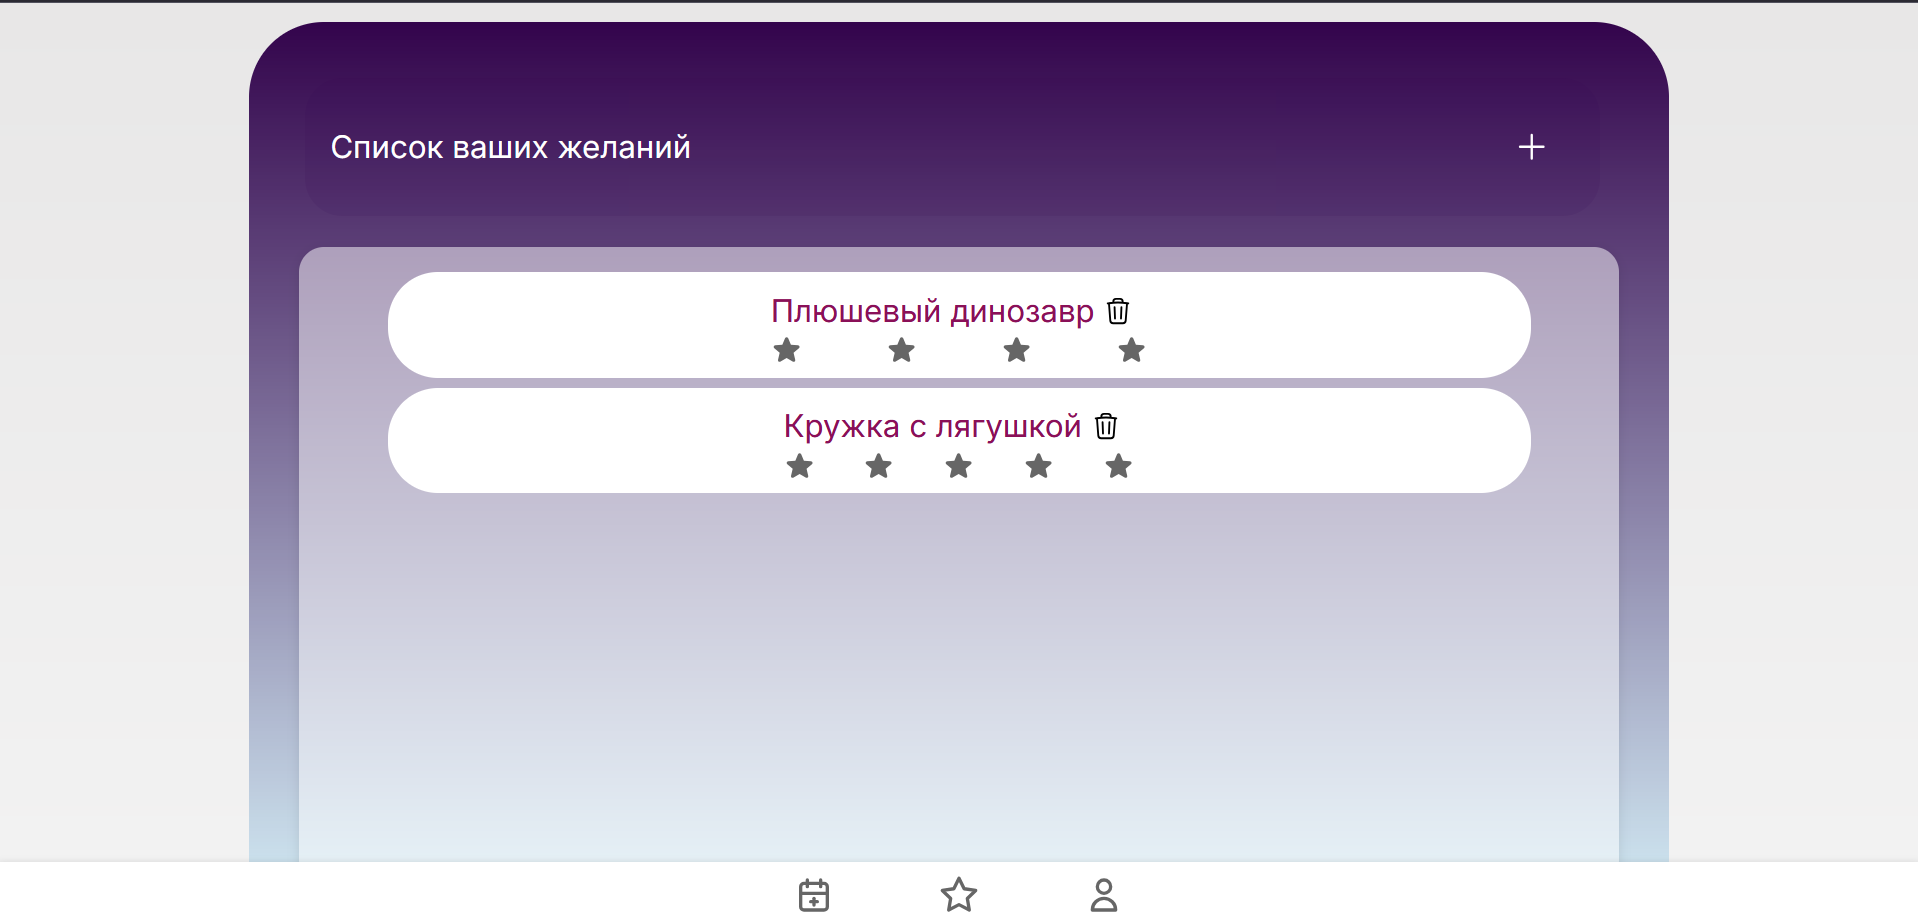 Список ваших желаний
Плюшевый динозавр
Кружка с лягушкой